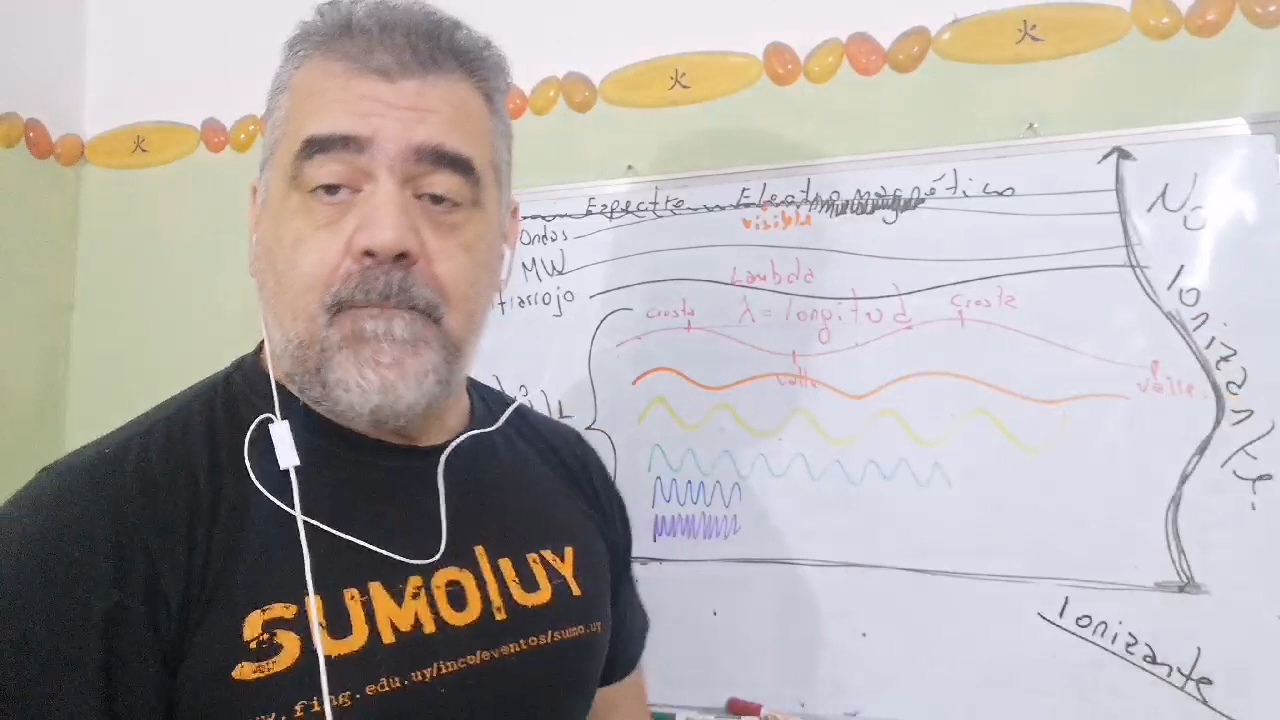 火 火 火
Espectro Electromagnético
visible
Ondas
MW
Lambda
Cresta λ = longitud Cresta
Valle
Valle
No
Ionizante.
Ionizante
SUMO|UY
w.fing.edu.uy/inco/eventos/sumo.uy